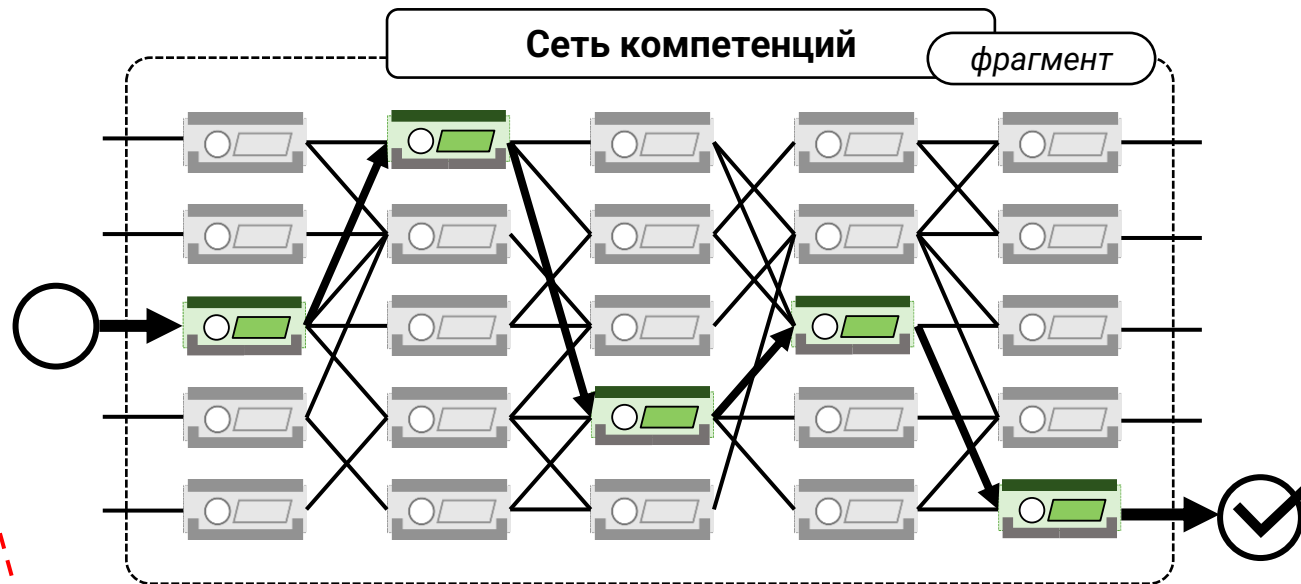 Сеть компетенций
фрагмент